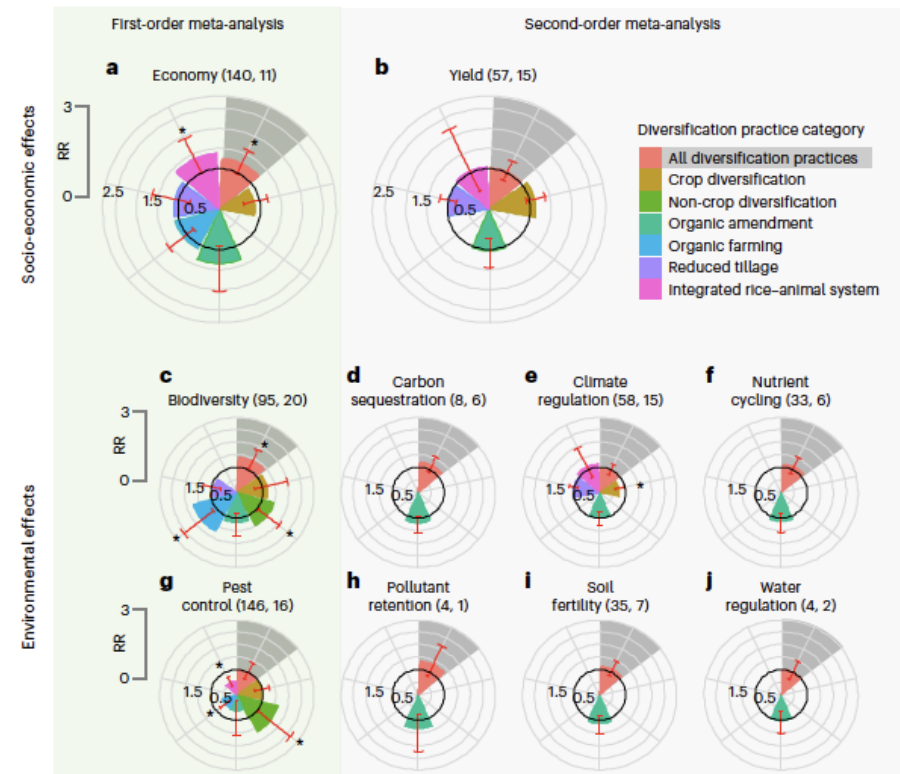 First-order meta-analysis
Second-order meta-analysis
Socio-economic effects
a
Economy (140, 11)
3
RR
0
2.5
1.5
0.5
*
*
b
Yield (57, 15)
2.5
1.5
0.5
Diversification practice category
All diversification practices
Crop diversification
Non-crop diversification
Organic amendment
Organic farming
Reduced tillage
Integrated rice–animal system
Environmental effects
c
Biodiversity (95, 20)
3
RR
0
1.5
0.5
*
*
*
d
Carbon
sequestration (8, 6)
1.5
0.5
e
Climate
regulation (58, 15)
1.5
0.5
*
f
Nutrient
cycling (33, 6)
1.5
0.5
g
Pest
control (146, 16)
3
RR
0
1.5
0.5
*
*
*
h
Pollutant
retention (4, 1)
1.5
0.5
i
Soil
fertility (35, 7)
1.5
0.5
j
Water
regulation (4, 2)
1.5
0.5